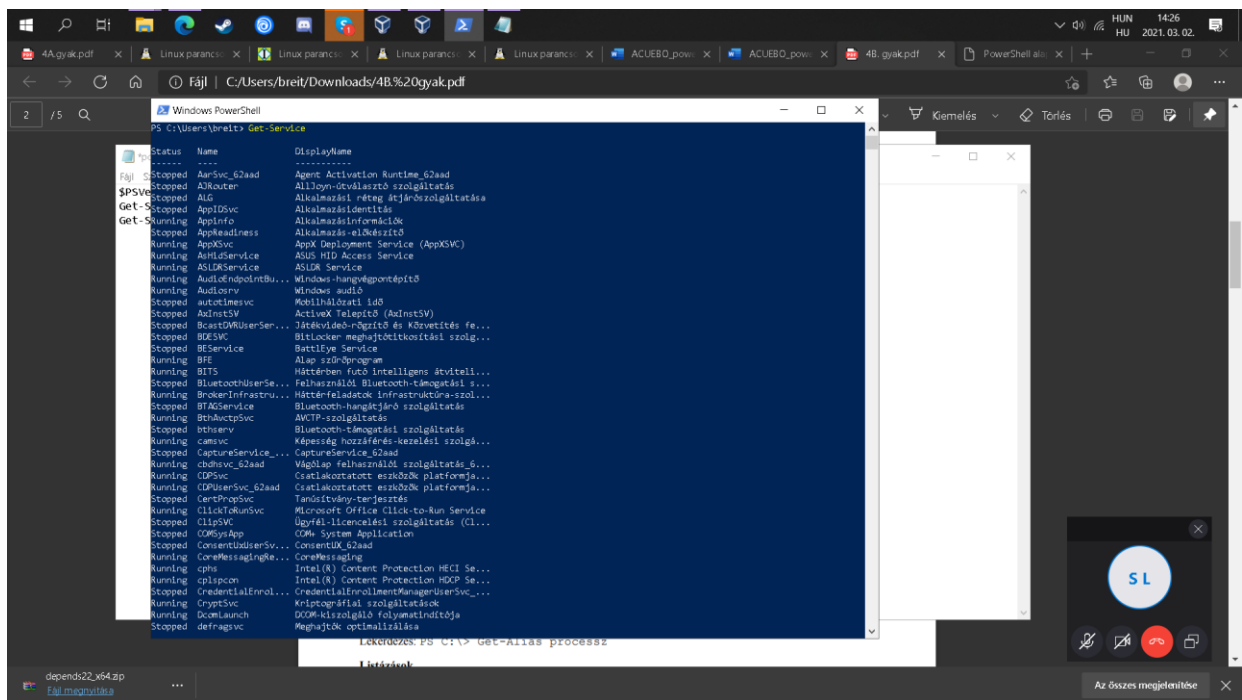 HUN
14:26
HU
2021. 03. 02.
4A.gyak.pdf
Linux parancso
Linux parancso
Linux parancso
Linux parancso
ACUEBO_powe
ACUEBO_powe
4B. gyak.pdf
PowerShell ala
Fájl | C:/Users/breit/Downloads/4B.%20gyak.pdf
2 /5
Kiemelés
Törlés
Windows PowerShell
Fájl
$PSVe
Get-S
Get-S
PS C:\Users\breit> Get-Service
Status Name DisplayName
------ ---- -----------
Stopped AarSvc_62aad Agent Activation Runtime_62aad
Stopped AJRouter AllJoyn-útválasztó szolgáltatás
Stopped ALG Alkalmazási réteg átjárószolgáltatása
Stopped AppIDSvc Alkalmazásidentitás
Running Appinfo Alkalmazásinformációk
Stopped AppReadiness Alkalmazás-előkészítő
Running AppXSvc AppX Deployment Service (AppXSVC)
Running AsHidService ASUS HID Access Service
Running ASLDRService ASLDR Service
Running AudioEndpointBu... Windows-hangvégpontépítő
Running Audiosrv Windows audió
Stopped autotimesvc Mobilhálózati idő
Stopped AxInstSV ActiveX Telepítő (AxInstSV)
Stopped BcastDVRUserSer... Játékvideó-rögzítő és Közvetítés fe...
Stopped BDESVC BitLocker meghajtótitkosítási szolg...
Stopped BEService BattlEye Service
Running BFE Alap szűrőprogram
Running BITS Háttérben futó intelligens átviteli...
Stopped BluetoothUserSe... Felhasználói Bluetooth-támogatási s...
Running BrokerInfrastru... Háttérfeladatok infrastruktúra-szol...
Stopped BTAGService Bluetooth-hangátjáró szolgáltatás
Running BthAvctpSvc AVCTP-szolgáltatás
Stopped bthserv Bluetooth-támogatási szolgáltatás
Running camsvc Képesség hozzáférés-kezelési szolgá...
Stopped CaptureService_... CaptureService_62aad
Running cbdhsvc_62aad Vágólap felhasználói szolgáltatás_6...
Running CDPSvc Csatlakoztatott eszközök platformja...
Running CDPUserSvc_62aad Csatlakoztatott eszközök platformja...
Stopped CertPropSvc Tanúsítvány-terjesztés
Running ClickToRunSvc Microsoft Office Click-to-Run Service
Stopped ClipSVC Ügyfél-licencelési szolgáltatás (Cl...
Stopped COMSysApp COM+ System Application
Stopped ConsentUxUserSv... ConsentUX_62aad
Running CoreMessagingRe... CoreMessaging
Running cphs Intel(R) Content Protection HECI Se...
Running cplspcon Intel(R) Content Protection HDCP Se...
Stopped CredentialEnrol... CredentialEnrollmentManagerUserSvc_...
Running CryptSvc Kriptográfiai szolgáltatások
Running DcomLaunch DCOM-kiszolgáló folyamatindítója
Stopped defragsvc Meghajtók optimalizálása
Lekérdezés: PS C:\> Get-Alias processz
Listázások
S L
depends22_x64.zip
Fájl megnyitása
Az összes megjelenítése